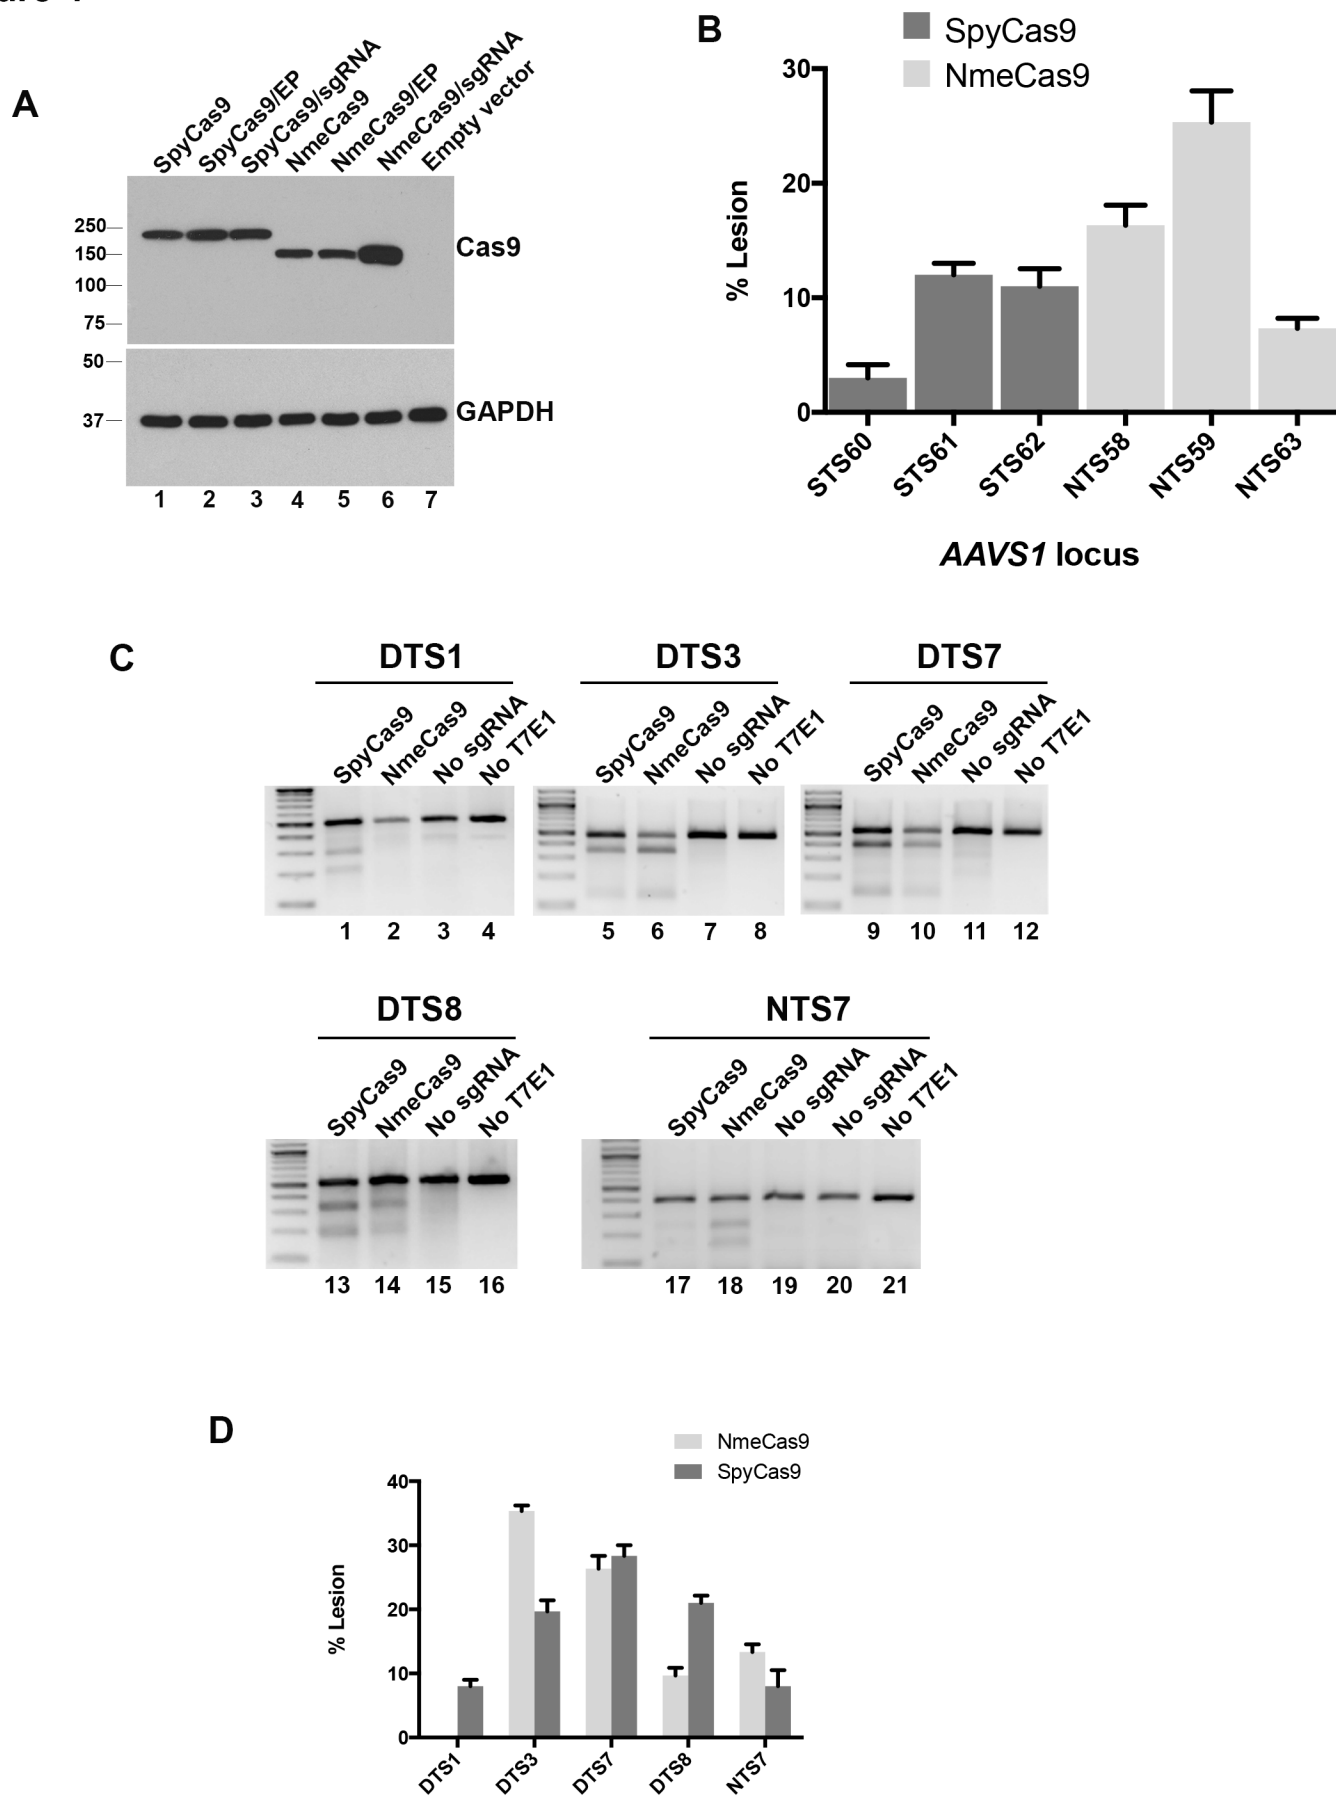 A
SpyCas9
SpyCas9/EP
SpyCas9/sgRNA
NmeCas9
NmeCas9/EP
NmeCas9/sgRNA
Empty vector
250
150
100
75
50
37
Cas9
GAPDH
1 2 3 4 5 6 7
B
SpyCas9
NmeCas9
30
20
10
0
% Lesion
STS60 STS61 STS62 NTS58 NTS59 NTS63
AAVS1 locus
C
DTS1
SpyCas9 NmeCas9 No sgRNA No T7E1
1 2 3 4
DTS3
SpyCas9 NmeCas9 No sgRNA No T7E1
5 6 7 8
DTS7
SpyCas9 NmeCas9 No sgRNA No T7E1
9 10 11 12
DTS8
SpyCas9 NmeCas9 No sgRNA No T7E1
13 14 15 16
NTS7
SpyCas9 NmeCas9 No sgRNA No sgRNA No T7E1
17 18 19 20 21
D
NmeCas9
SpyCas9
40
30
20
10
0
% Lesion
DTS1 DTS3 DTS7 DTS8 NTS7